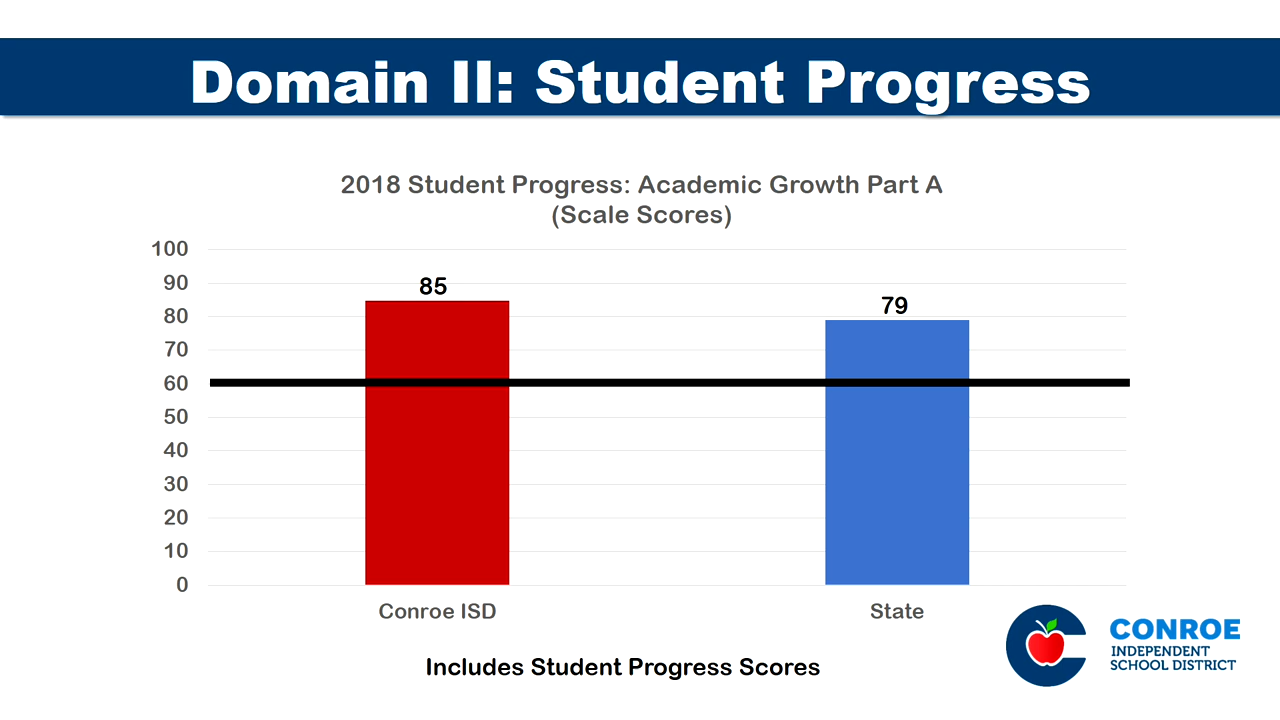 Domain II: Student Progress
2018 Student Progress: Academic Growth Part A
(Scale Scores)
100
90
80
70
60
50
40
30
20
10
0
85
79
Conroe ISD
State
Includes Student Progress Scores
CONROE
INDEPENDENT
SCHOOL DISTRICT